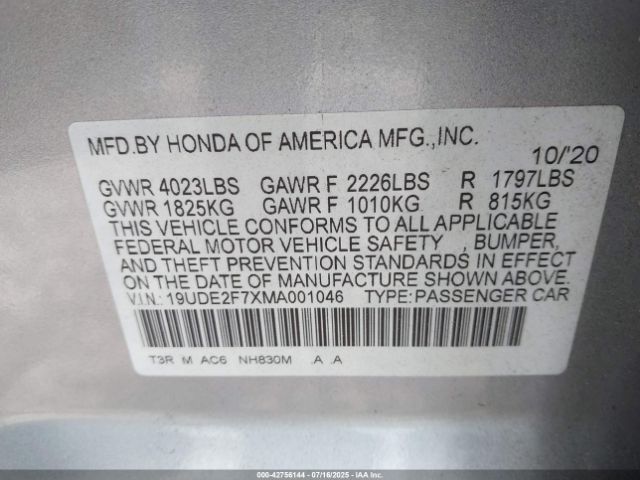 MFD.BY HONDA OF AMERICA MFG.,INC.
10/'20
GVWR 4023LBS GAWR F 2226LBS R 1797LBS
GVWR 1825KG GAWR F 1010KG R 815KG
THIS VEHICLE CONFORMS TO ALL APPLICABLE
FEDERAL MOTOR VEHICLE SAFETY , BUMPER,
AND THEFT PREVENTION STANDARDS IN EFFECT
ON THE DATE OF MANUFACTURE SHOWN ABOVE.
V.I.N.: 19UDE2F7XMA001046 TYPE:PASSENGER CAR
T3R M AC6 NH830M .A .A
000-42756144 - 07/16/2025 - IAA Inc.